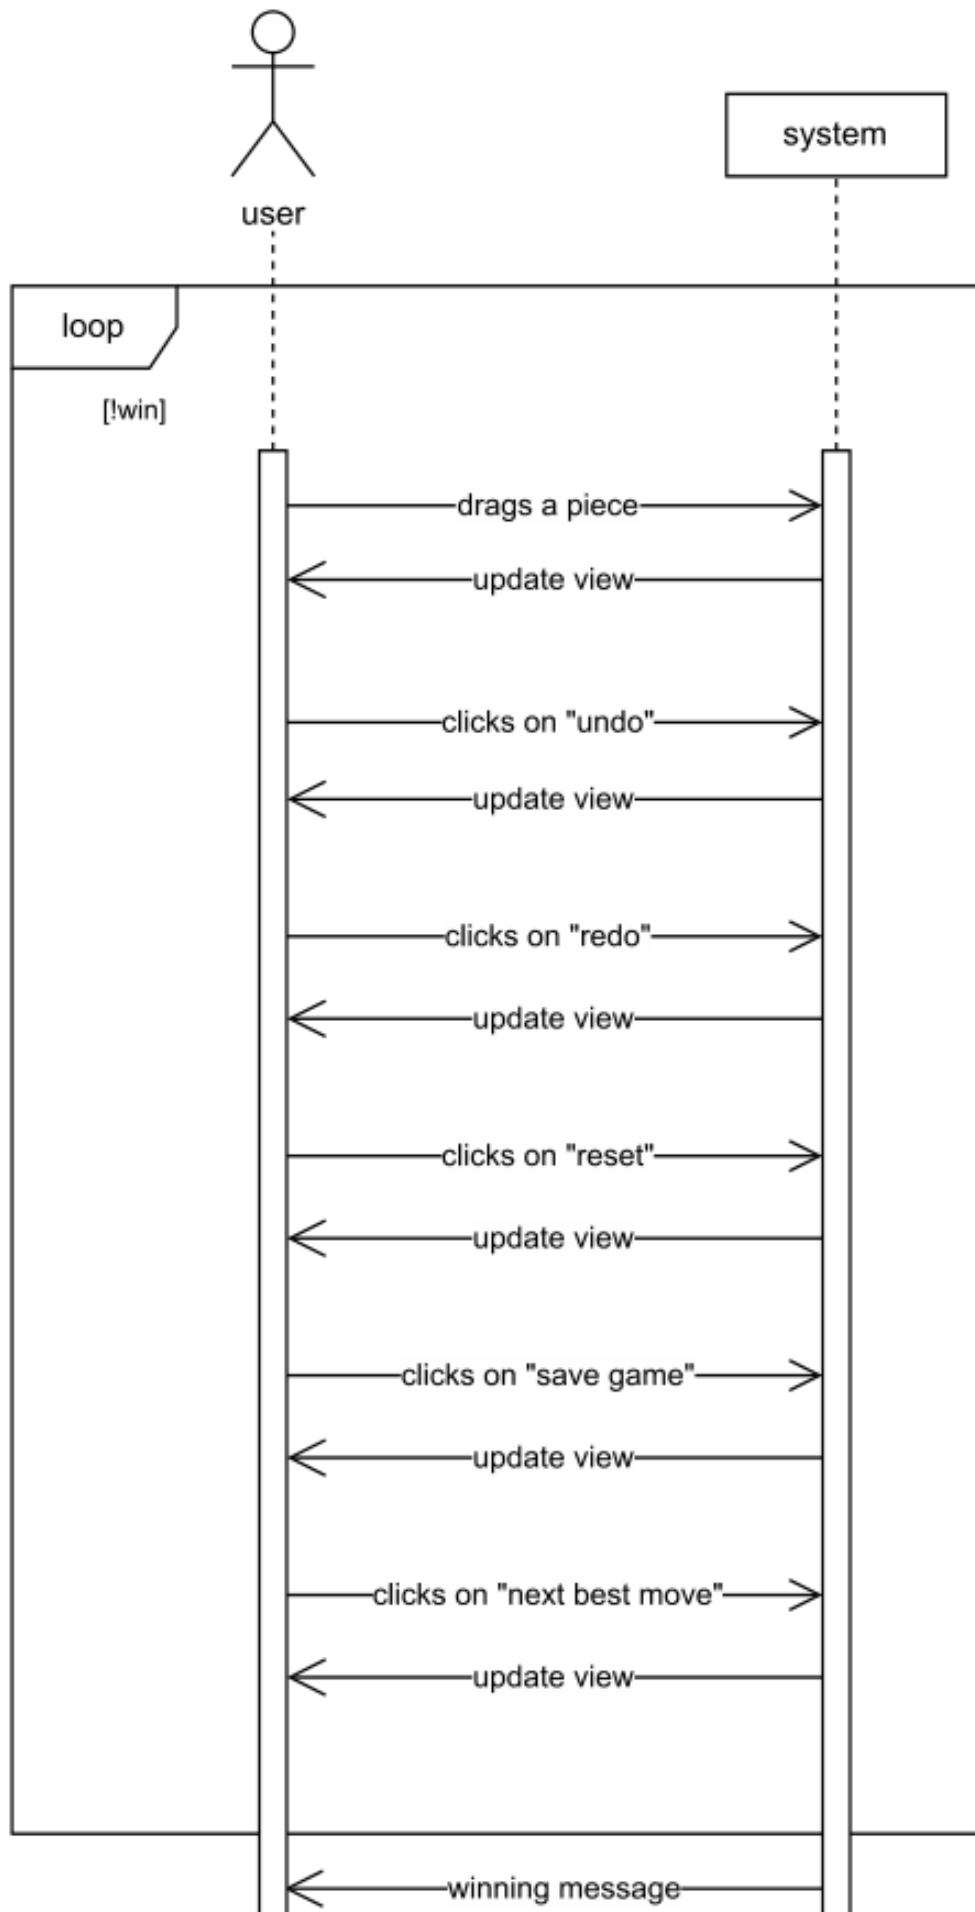 user
system
loop
[!win]
drags a piece
update view
clicks on "undo"
update view
clicks on "redo"
update view
clicks on "reset"
update view
clicks on "save game"
update view
clicks on "next best move"
update view
winning message